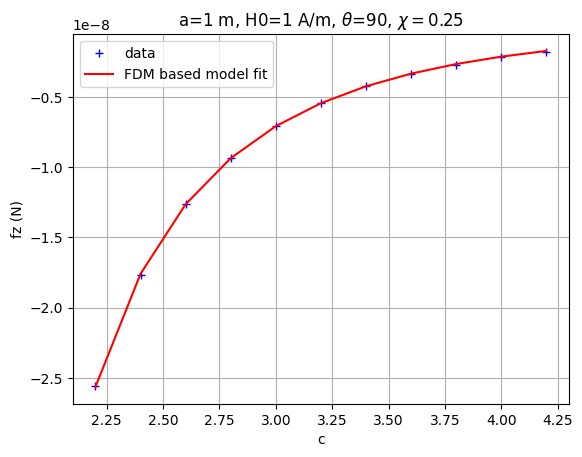 a=1 m, H0=1 A/m, θ=90, χ = 0.25
1e−8
data
FDM based model fit
−0.5
−1.0
−1.5
−2.0
−2.5
fz (N)
2.25 2.50 2.75 3.00 3.25 3.50 3.75 4.00 4.25
c